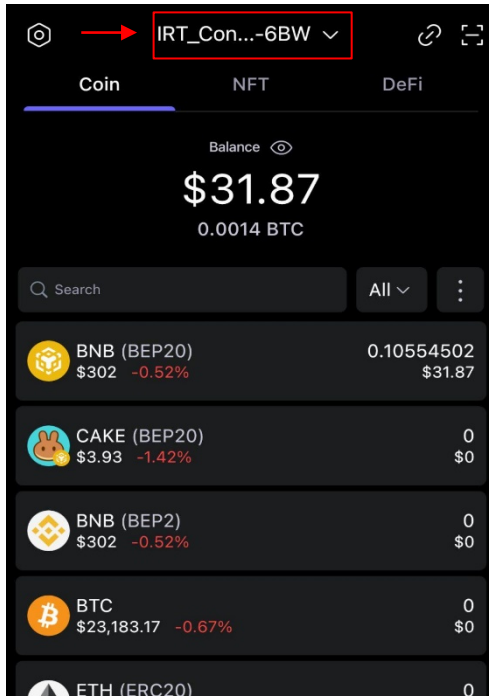 IRT_Con...-6BW
Coin NFT DeFi
Balance
$31.87
0.0014 BTC
Search All
BNB (BEP20) 0.10554502
$302 -0.52% $31.87
CAKE (BEP20) 0
$3.93 -1.42% $0
BNB (BEP2) 0
$302 -0.52% $0
BTC 0
$23,183.17 -0.67% $0
ETH (ERC20) 0